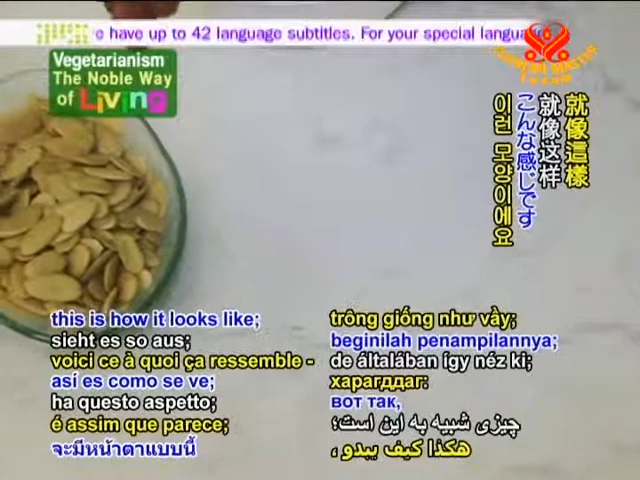 e have up to 42 language subtitles. For your special langua
SUPREME MASTER
TELEVISION
Vegetarianism
The Noble Way
of Living
就像這樣
就像这样
こんな感じです
이런 모양이에요
this is how it looks like;
sieht es so aus;
voici ce à quoi ça ressemble -
así es como se ve;
ha questo aspetto;
é assim que parece;
จะมีหน้าตาแบบนี้
trông giống như vầy;
beginilah penampilannya;
de általában így néz ki;
харагддаг:
вот так,
چیزی شبیه به این است؛
هكذا كيف يبدو ،